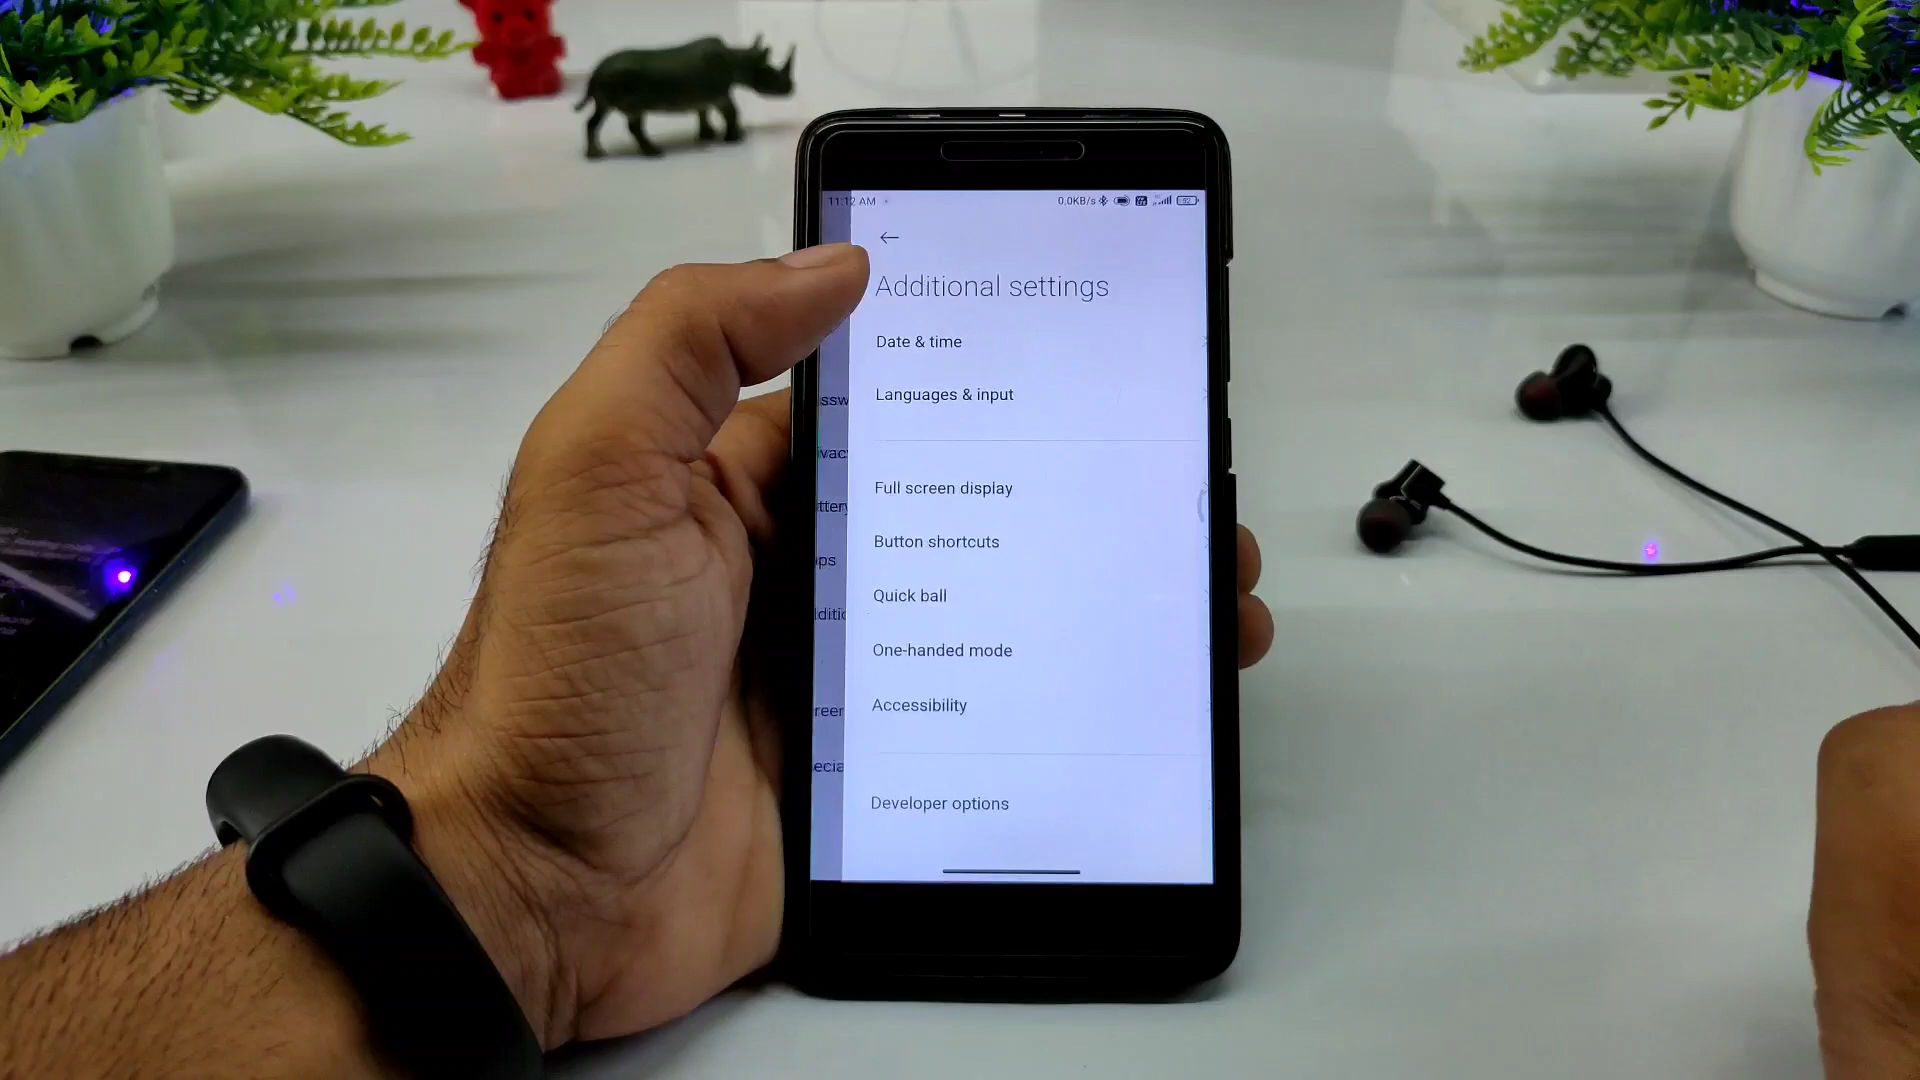 11:12 AM
0.0KB/s
Additional settings
Date & time
Languages & input
Full screen display
Button shortcuts
Quick ball
One-handed mode
Accessibility
Developer options